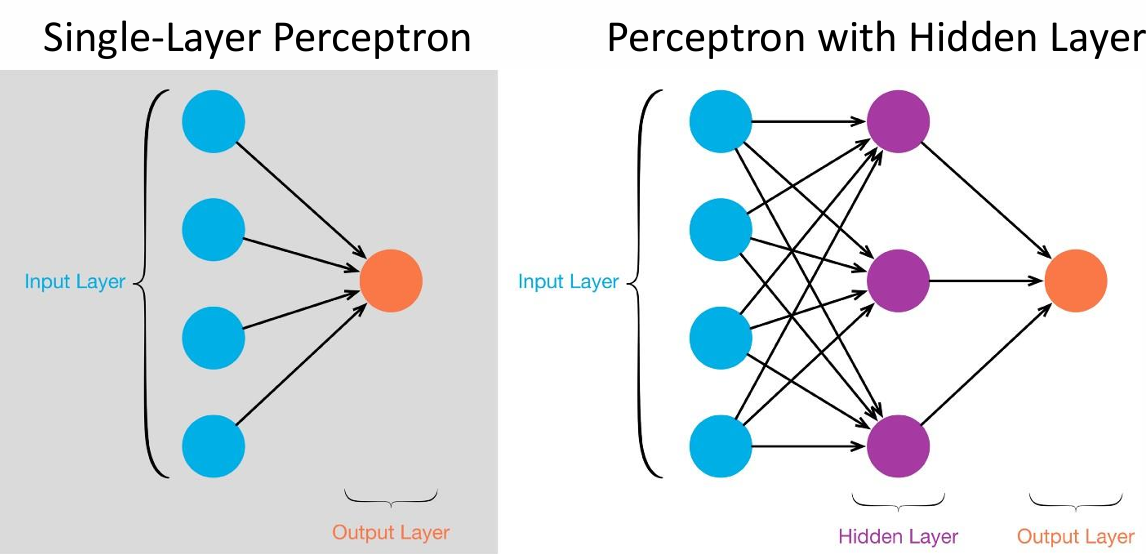 Single-Layer Perceptron
Perceptron with Hidden Layer
Input Layer
Output Layer
Input Layer
Hidden Layer
Output Layer